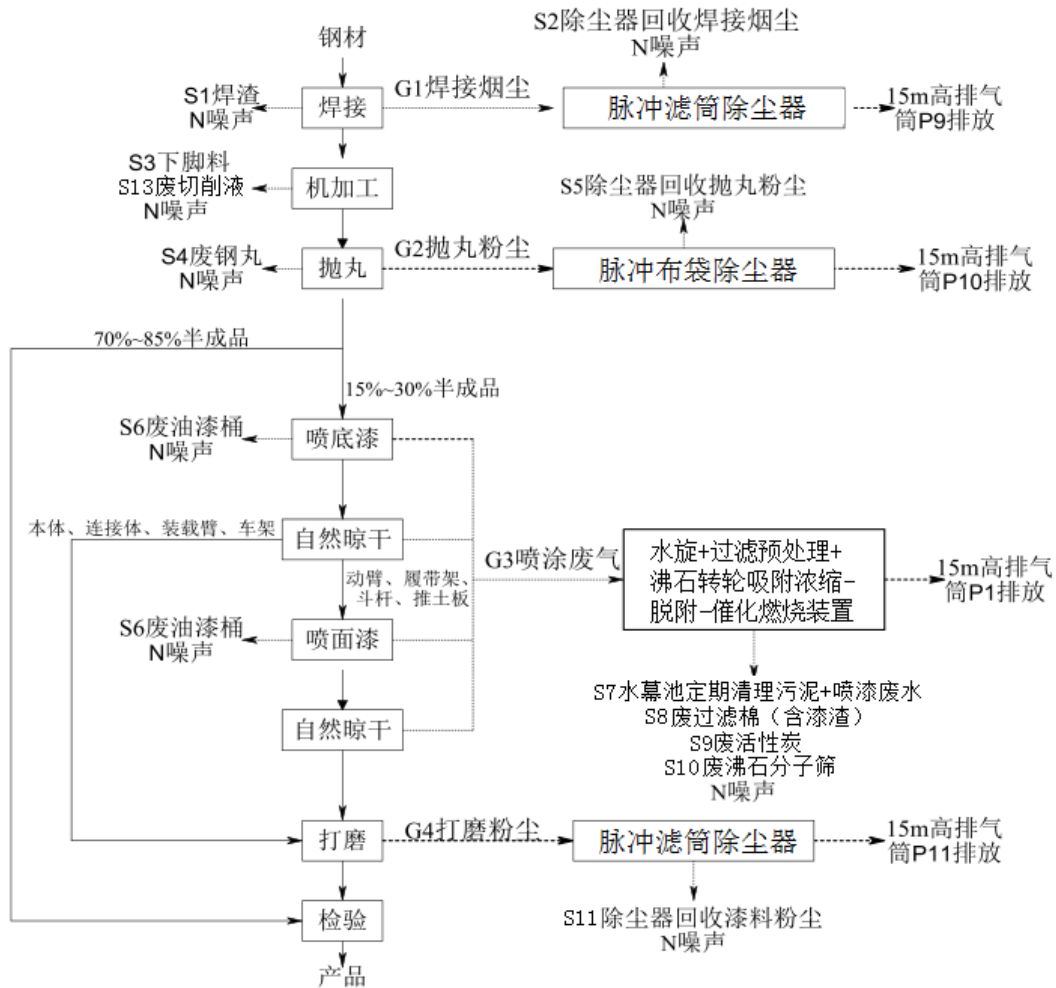 钢材
S2除尘器回收焊接烟尘
N噪声
S1焊渣
N噪声
焊接
G1焊接烟尘
脉冲滤筒除尘器
15m高排气
筒P9排放
S3下脚料
S13废切削液
N噪声
机加工
S5除尘器回收抛丸粉尘
N噪声
S4废钢丸
N噪声
抛丸
G2抛丸粉尘
脉冲布袋除尘器
15m高排气
筒P10排放
70%~85%半成品
15%~30%半成品
S6废油漆桶
N噪声
喷底漆
本体、连接体、装载臂、车架
自然晾干
动臂、履带架、
斗杆、推土板
G3喷涂废气
水旋+过滤预处理+
沸石转轮吸附浓缩-
脱附-催化燃烧装置
15m高排气
筒P1排放
S6废油漆桶
N噪声
喷面漆
自然晾干
S7水幕池定期清理污泥+喷漆废水
S8废过滤棉（含漆渣）
S9废活性炭
S10废沸石分子筛
N噪声
打磨
G4打磨粉尘
脉冲滤筒除尘器
15m高排气
筒P11排放
S11除尘器回收漆料粉尘
N噪声
检验
产品